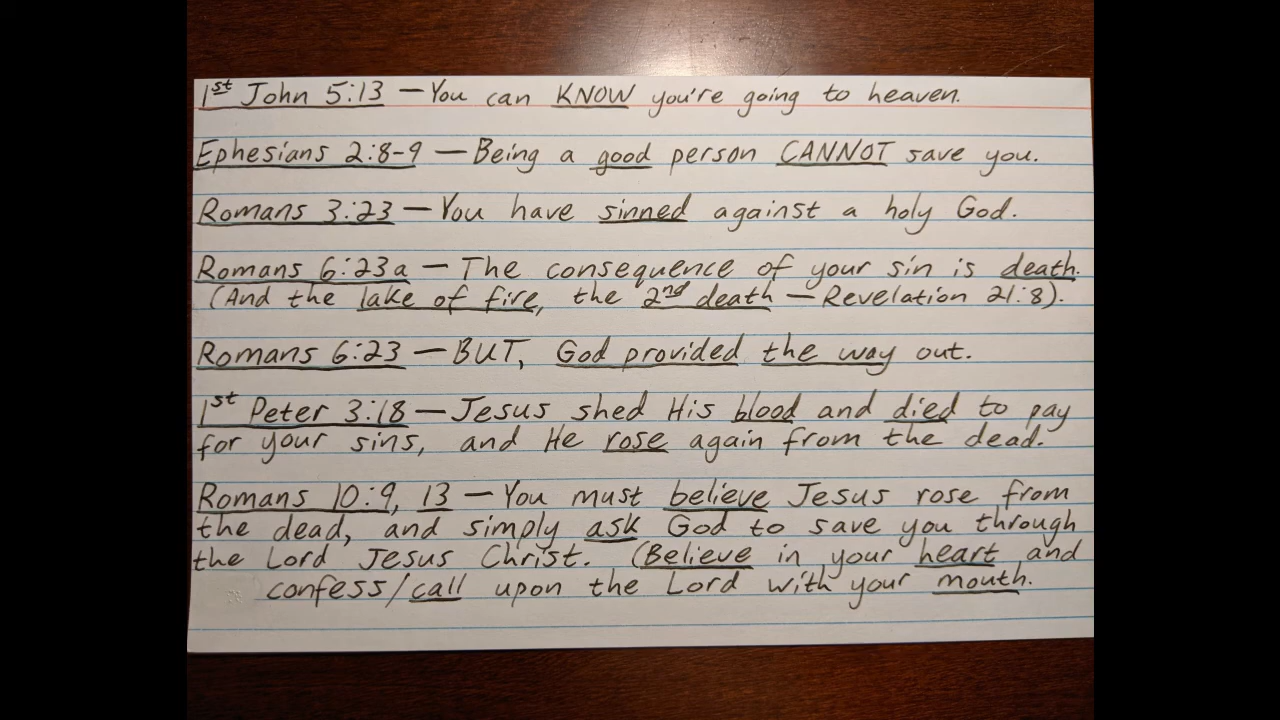 1st John 5:13 — You can KNOW you're going to heaven.
Ephesians 2:8-9 — Being a good person CANNOT save you.
Romans 3:23 — You have sinned against a holy God.
Romans 6:23a — The consequence of your sin is death.
(And the lake of fire, the 2nd death — Revelation 21:8).
Romans 6:23 — BUT, God provided the way out.
1st Peter 3:18 — Jesus shed His blood and died to pay
for your sins, and He rose again from the dead.
Romans 10:9, 13 — You must believe Jesus rose from
the dead, and simply ask God to save you through
the Lord Jesus Christ. (Believe in your heart and
confess/call upon the Lord with your mouth.